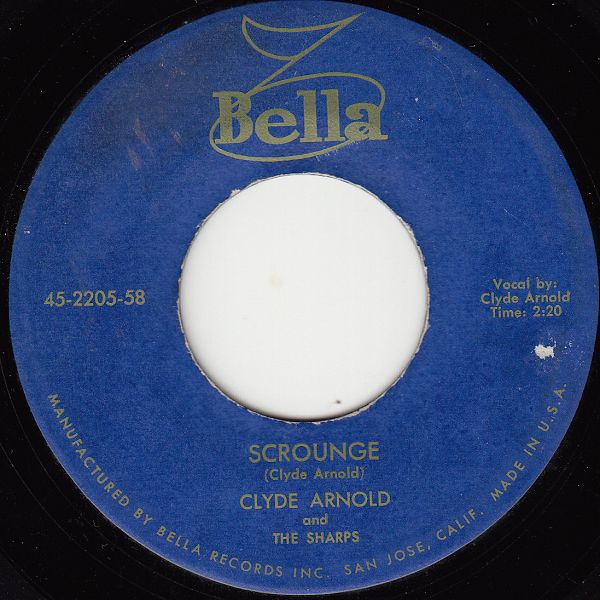 Bella
45-2205-58
Vocal by:
Clyde Arnold
Time: 2:20
SCROUNGE
(Clyde Arnold)
CLYDE ARNOLD
and
THE SHARPS
MANUFACTURED BY BELLA RECORDS INC. SAN JOSE, CALIF. MADE IN U.S.A.